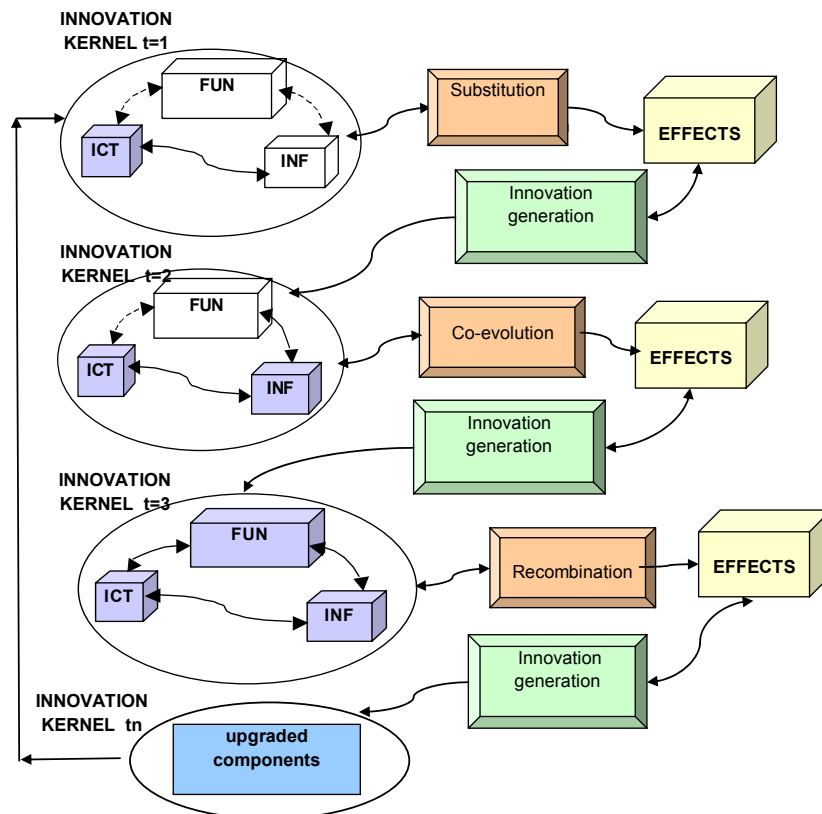 INNOVATION
KERNEL t=1
FUN
ICT
INF
Substitution
EFFECTS
Innovation
generation
INNOVATION
KERNEL t=2
FUN
ICT
INF
Co-evolution
EFFECTS
Innovation
generation
INNOVATION
KERNEL t=3
FUN
ICT
INF
Recombination
EFFECTS
Innovation
generation
INNOVATION
KERNEL tn
upgraded
components